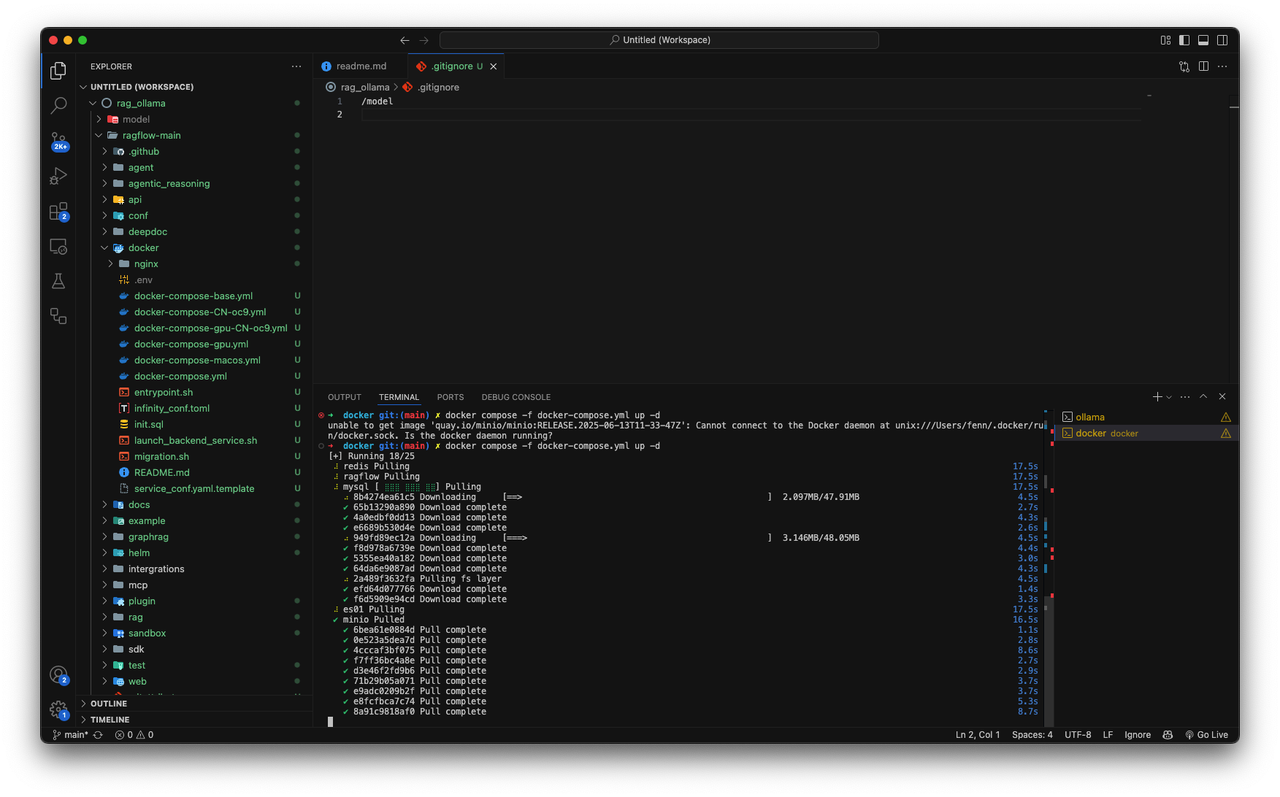 Untitled (Workspace)
EXPLORER
UNTITLED (WORKSPACE)
rag_ollama
model
ragflow-main
.github
agent
agentic_reasoning
api
conf
deepdoc
docker
nginx
.env
docker-compose-base.yml U
docker-compose-CN-oc9.yml U
docker-compose-gpu-CN-oc9.yml U
docker-compose-gpu.yml U
docker-compose-macos.yml U
docker-compose.yml U
entrypoint.sh U
infinity_conf.toml U
init.sql U
launch_backend_service.sh U
migration.sh U
README.md U
service_conf.yaml.template U
docs
example
graphrag
helm
intergrations
mcp
plugin
rag
sandbox
sdk
test
web
OUTLINE
TIMELINE
2K+
2
2
1
readme.md
.gitignore U
rag_ollama > .gitignore
1 /model
2
OUTPUT TERMINAL PORTS DEBUG CONSOLE
➜ docker git:(main) ✗ docker compose -f docker-compose.yml up -d
unable to get image 'quay.io/minio/minio:RELEASE.2025-06-13T11-33-47Z': Cannot connect to the Docker daemon at unix:///Users/fenn/.docker/ru
n/docker.sock. Is the docker daemon running?
➜ docker git:(main) ✗ docker compose -f docker-compose.yml up -d
[+] Running 18/25
redis Pulling 17.5s
ragflow Pulling 17.5s
mysql [ ⣿⣿⣿ ⣿⣿⣿ ⣿⣿] Pulling 17.5s
8b4274ea61c5 Downloading [==> ] 2.097MB/47.91MB 4.5s
✔ 65b13290a890 Download complete 2.7s
✔ 4a0edbf0dd13 Download complete 4.3s
✔ e6689b530d4e Download complete 2.6s
949fd89ec12a Downloading [===> ] 3.146MB/48.05MB 4.5s
✔ f8d978a6739e Download complete 4.4s
✔ 5355ea40a182 Download complete 3.0s
✔ 64da6e9087ad Download complete 4.3s
2a489f3632fa Pulling fs layer 4.5s
✔ efd64d077766 Download complete 1.4s
✔ f6d5909e94cd Download complete 3.3s
es01 Pulling 17.5s
✔ minio Pulled 16.5s
✔ 6bea61e0884d Pull complete 1.1s
✔ 0e523a5dea7d Pull complete 2.8s
✔ 4cccaf3bf075 Pull complete 8.6s
✔ f7ff36bc4a8e Pull complete 2.7s
✔ d3e46f2fd9b6 Pull complete 2.9s
✔ 71b29b05a071 Pull complete 3.7s
✔ e9adc0209b2f Pull complete 3.7s
✔ e8fcfbca7c74 Pull complete 5.3s
✔ 8a91c9818af0 Pull complete 8.7s
ollama
docker docker
main* 0 0
Ln 2, Col 1 Spaces: 4 UTF-8 LF Ignore Go Live